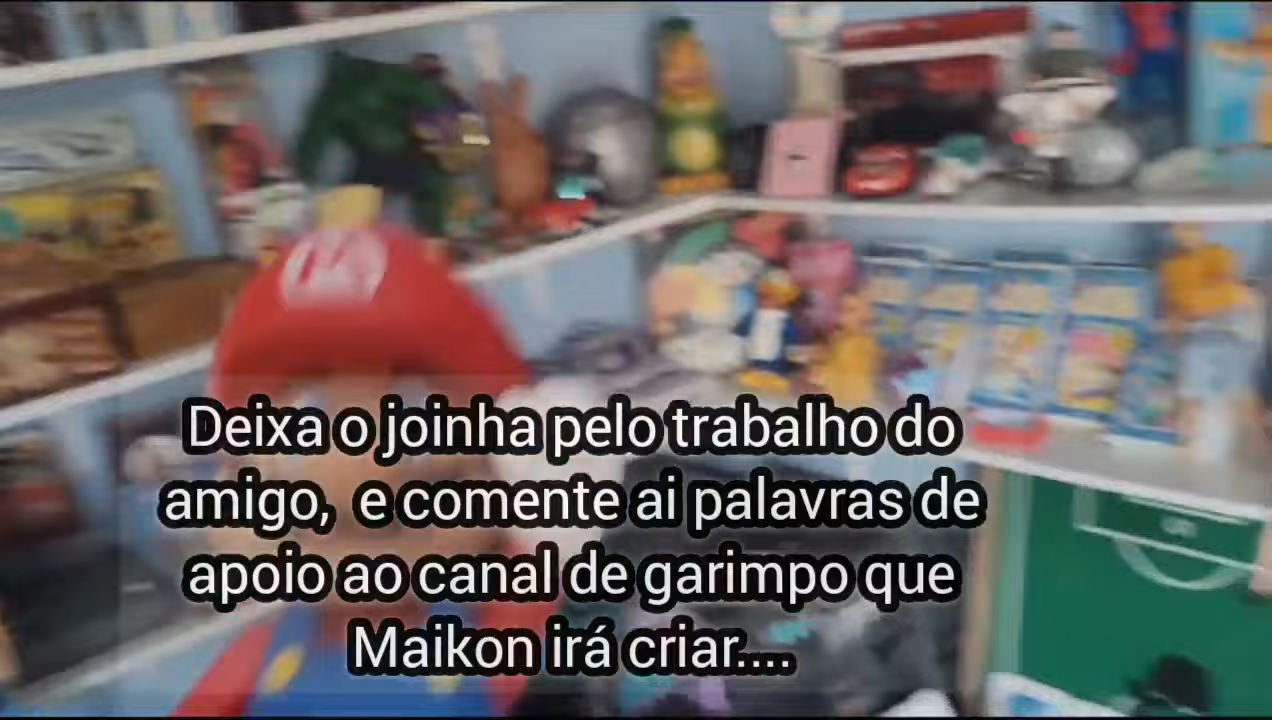 Deixa o joinha pelo trabalho do
amigo,  e comente ai palavras de
apoio ao canal de garimpo que
Maikon irá criar....